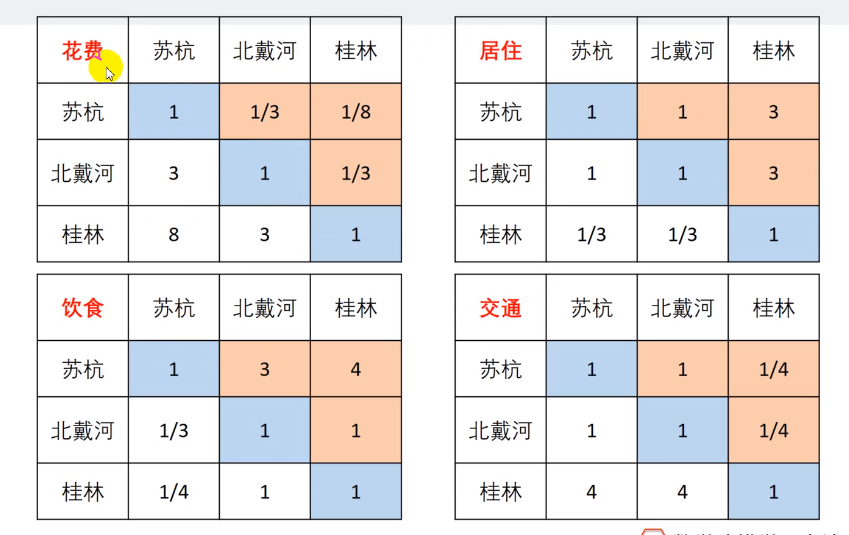 花费 苏杭 北戴河 桂林
苏杭 1 1/3 1/8
北戴河 3 1 1/3
桂林 8 3 1
居住 苏杭 北戴河 桂林
苏杭 1 1 3
北戴河 1 1 3
桂林 1/3 1/3 1
饮食 苏杭 北戴河 桂林
苏杭 1 3 4
北戴河 1/3 1 1
桂林 1/4 1 1
交通 苏杭 北戴河 桂林
苏杭 1 1 1/4
北戴河 1 1 1/4
桂林 4 4 1